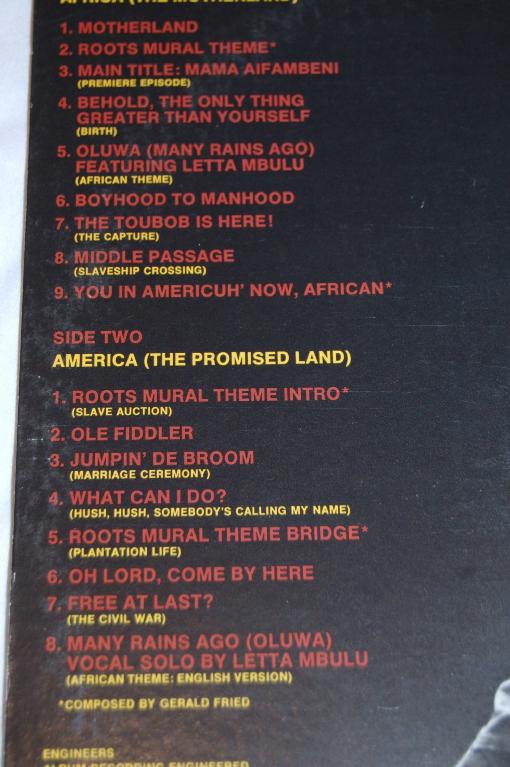 AFRICA (THE MOTHERLAND)
1. MOTHERLAND
2. ROOTS MURAL THEME*
3. MAIN TITLE: MAMA AIFAMBENI
(PREMIERE EPISODE)
4. BEHOLD, THE ONLY THING
GREATER THAN YOURSELF
(BIRTH)
5. OLUWA (MANY RAINS AGO)
FEATURING LETTA MBULU
(AFRICAN THEME)
6. BOYHOOD TO MANHOOD
7. THE TOUBOB IS HERE!
(THE CAPTURE)
8. MIDDLE PASSAGE
(SLAVESHIP CROSSING)
9. YOU IN AMERICUH' NOW, AFRICAN*
SIDE TWO
AMERICA (THE PROMISED LAND)
1. ROOTS MURAL THEME INTRO*
(SLAVE AUCTION)
2. OLE FIDDLER
3. JUMPIN' DE BROOM
(MARRIAGE CEREMONY)
4. WHAT CAN I DO?
(HUSH, HUSH, SOMEBODY'S CALLING MY NAME)
5. ROOTS MURAL THEME BRIDGE*
(PLANTATION LIFE)
6. OH LORD, COME BY HERE
7. FREE AT LAST?
(THE CIVIL WAR)
8. MANY RAINS AGO (OLUWA)
VOCAL SOLO BY LETTA MBULU
(AFRICAN THEME: ENGLISH VERSION)
*COMPOSED BY GERALD FRIED
ENGINEERS
ALBUM RECORDING ENGINEERED